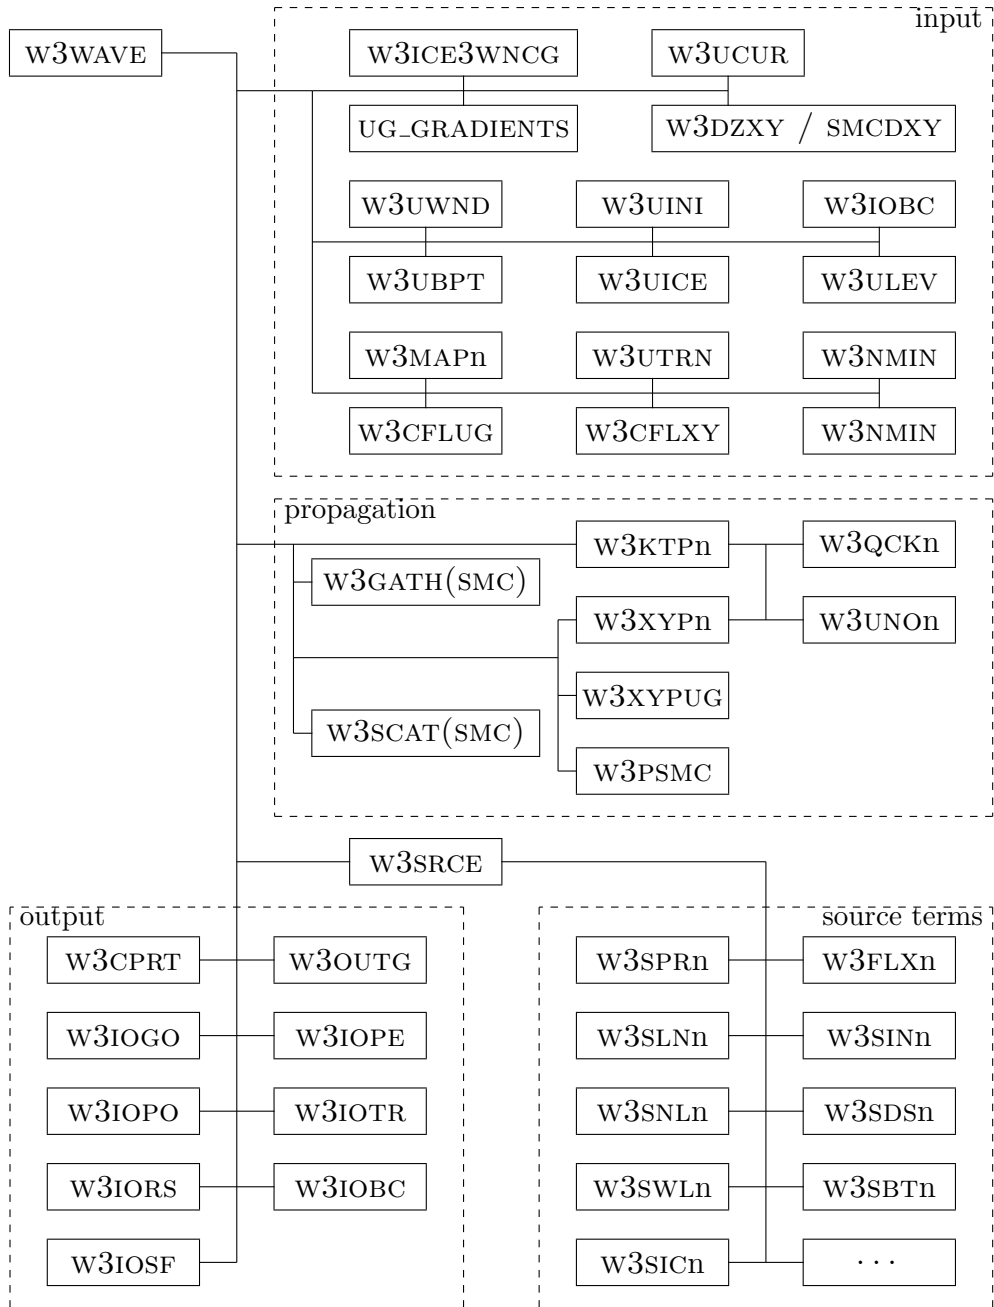 input
W3WAVE
W3ICE3WNCG
W3UCUR
UG_GRADIENTS
W3DZXY / SMCDXY
W3UWND
W3UINI
W3IOBC
W3UBPT
W3UICE
W3ULEV
W3MAPn
W3UTRN
W3NMIN
W3CFLUG
W3CFLXY
W3NMIN
propagation
W3KTPn
W3QCKn
W3GATH(SMC)
W3XYPn
W3UNOn
W3XYPUG
W3SCAT(SMC)
W3PSMC
W3SRCE
output
W3CPRT
W3OUTG
W3IOGO
W3IOPE
W3IOPO
W3IOTR
W3IORS
W3IOBC
W3IOSF
source terms
W3SPRn
W3FLXn
W3SLNn
W3SINn
W3SNLn
W3SDSn
W3SWLn
W3SBTn
W3SICn
...